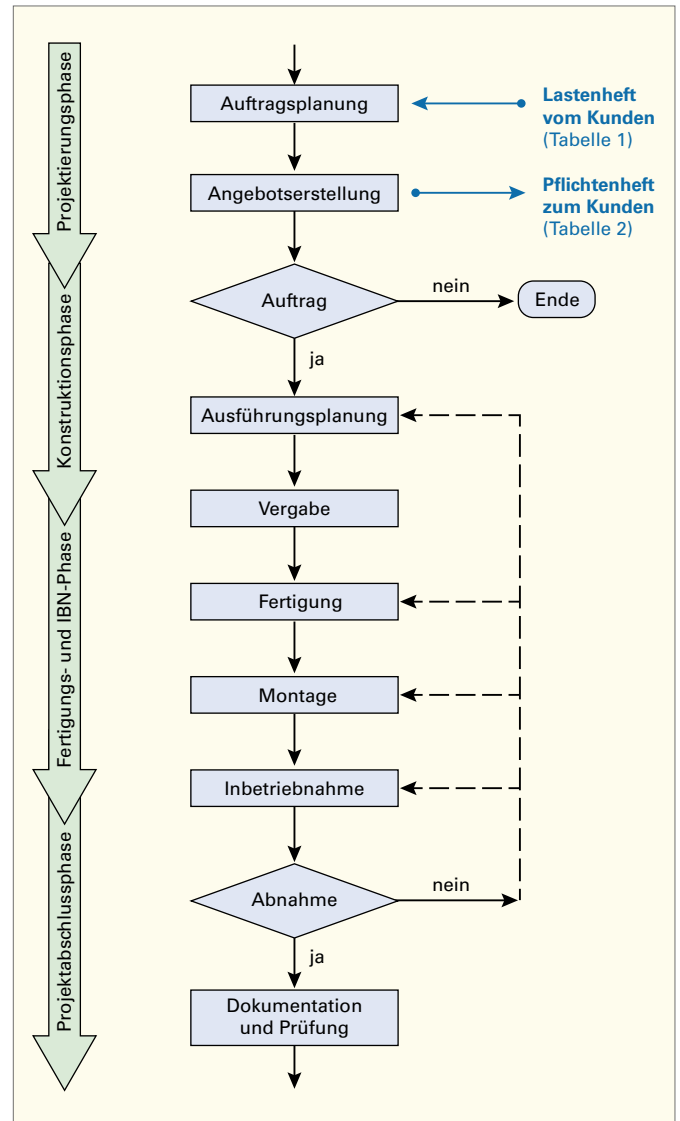 Projektierungsphase
Konstruktionsphase
Fertigungs- und IBN-Phase
Projektabschlussphase
Auftragsplanung
Lastenheft
vom Kunden
(Tabelle 1)
Angebotserstellung
Pflichtenheft
zum Kunden
(Tabelle 2)
Auftrag
nein
Ende
ja
Ausführungsplanung
Vergabe
Fertigung
Montage
Inbetriebnahme
Abnahme
nein
ja
Dokumentation
und Prüfung